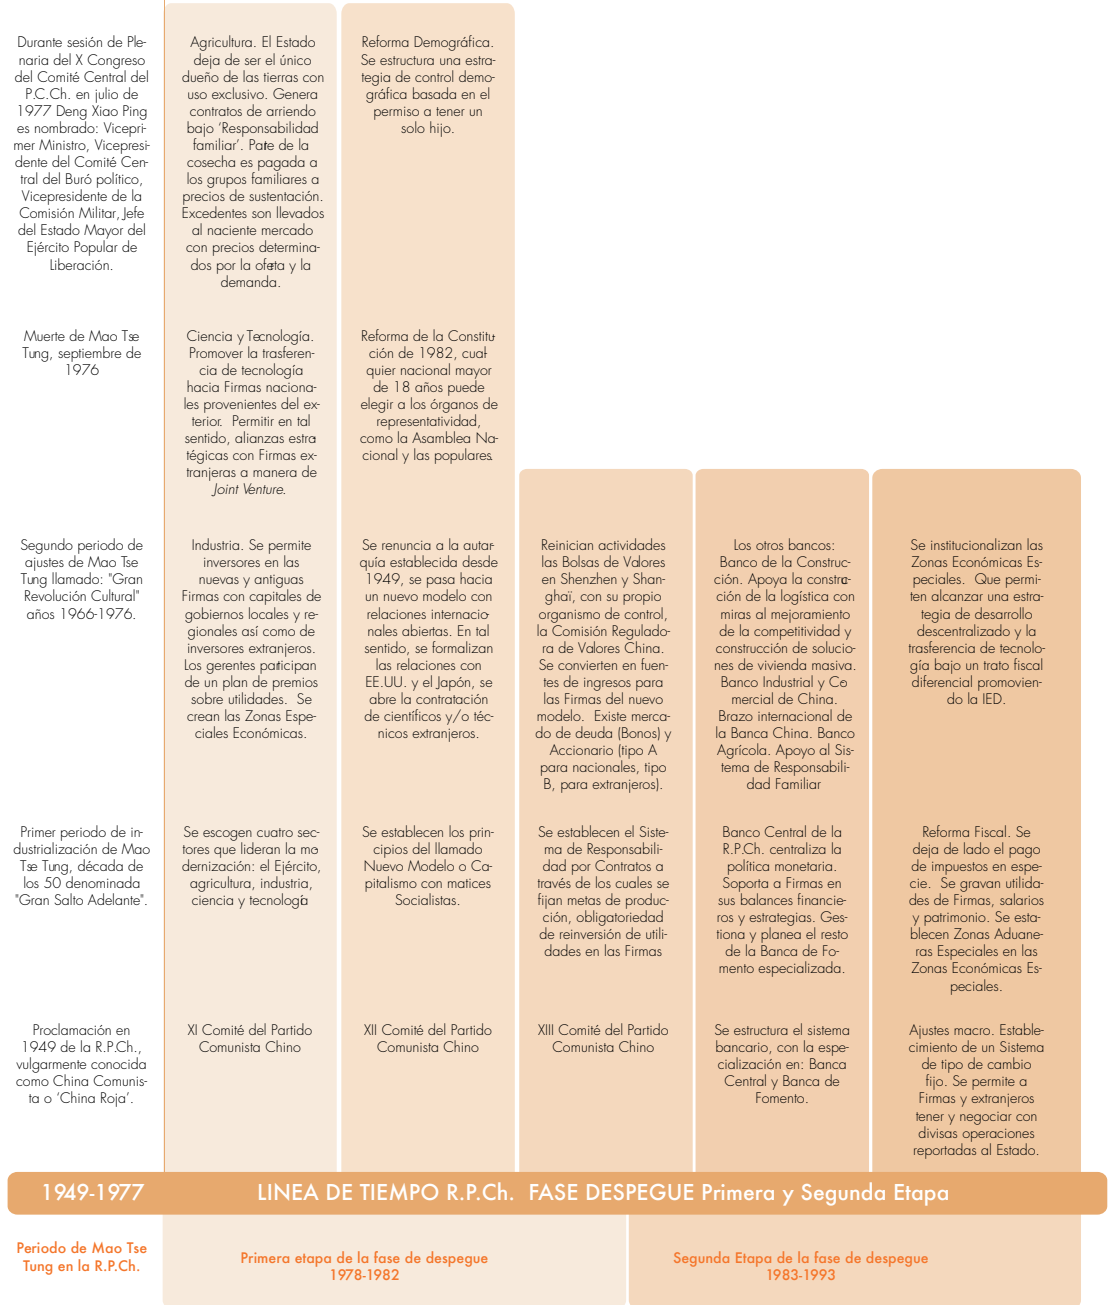 Durante sesión de Ple-
naria del X Congreso
del Comité Central del
P.C.Ch. en julio de
1977 Deng Xiao Ping
es nombrado: Vicepri-
mer Ministro, Vicepresi-
dente del Comité Cen-
tral del Buró político,
Vicepresidente de la
Comisión Militar, Jefe
del Estado Mayor del
Ejército Popular de
Liberación.
Muerte de Mao Tse
Tung, septiembre de
1976
Segundo periodo de
ajustes de Mao Tse
Tung llamado: "Gran
Revolución Cultural"
años 1966-1976.
Primer periodo de in-
dustrialización de Mao
Tse Tung, década de
los 50 denominada
"Gran Salto Adelante".
Proclamación en
1949 de la R.P.Ch.,
vulgarmente conocida
como China Comunis-
ta o ‘China Roja’.
Agricultura. El Estado
deja de ser el único
dueño de las tierras con
uso exclusivo. Genera
contratos de arriendo
bajo ‘Responsabilidad
familiar’. Parte de la
cosecha es pagada a
los grupos familiares a
precios de sustentación.
Excedentes son llevados
al naciente mercado
con precios determina-
dos por la oferta y la
demanda.
Ciencia y Tecnología.
Promover la trasferen-
cia de tecnología
hacia Firmas naciona-
les provenientes del ex-
terior. Permitir en tal
sentido, alianzas estra-
tégicas con Firmas ex-
tranjeras a manera de
Joint Venture.
Industria. Se permite
inversores en las
nuevas y antiguas
Firmas con capitales de
gobiernos locales y re-
gionales así como de
inversores extranjeros.
Los gerentes participan
de un plan de premios
sobre utilidades. Se
crean las Zonas Espe-
ciales Económicas.
Se escogen cuatro sec-
tores que lideran la mo-
dernización: el Ejército,
agricultura, industria,
ciencia y tecnología
XI Comité del Partido
Comunista Chino
Reforma Demográfica.
Se estructura una estra-
tegia de control demo-
gráfica basada en el
permiso a tener un
solo hijo.
Reforma de la Constitu-
ción de 1982, cual-
quier nacional mayor
de 18 años puede
elegir a los órganos de
representatividad,
como la Asamblea Na-
cional y las populares.
Se renuncia a la autar-
quía establecida desde
1949, se pasa hacia
un nuevo modelo con
relaciones internacio-
nales abiertas. En tal
sentido, se formalizan
las relaciones con
EE.UU. y el Japón, se
abre la contratación
de científicos y/o téc-
nicos extranjeros.
Se establecen los prin-
cipios del llamado
Nuevo Modelo o Ca-
pitalismo con matices
Socialistas.
XII Comité del Partido
Comunista Chino
Reinician actividades
las Bolsas de Valores
en Shenzhen y Shan-
ghaï, con su propio
organismo de control,
la Comisión Regulado-
ra de Valores China.
Se convierten en fuen-
tes de ingresos para
las Firmas del nuevo
modelo. Existe merca-
do de deuda (Bonos) y
Accionario (tipo A
para nacionales, tipo
B, para extranjeros).
Se establecen el Siste-
ma de Responsabili-
dad por Contratos a
través de los cuales se
fijan metas de produc-
ción, obligatoriedad
de reinversión de utili-
dades en las Firmas
XIII Comité del Partido
Comunista Chino
Los otros bancos:
Banco de la Construc-
ción. Apoya la construc-
ción de la logística con
miras al mejoramiento
de la competitividad y
construcción de solucio-
nes de vivienda masiva.
Banco Industrial y Co-
mercial de China.
Brazo internacional de
la Banca China. Banco
Agrícola. Apoyo al Sis-
tema de Responsabili-
dad Familiar
Banco Central de la
R.P.Ch. centraliza la
política monetaria.
Soporta a Firmas en
sus balances financie-
ros y estrategias. Ges-
tiona y planea el resto
de la Banca de Fo-
mento especializada.
Se estructura el sistema
bancario, con la espe-
cialización en: Banca
Central y Banca de
Fomento.
Se institucionalizan las
Zonas Económicas Es-
peciales. Que permi-
ten alcanzar una estra-
tegia de desarrollo
descentralizado y la
trasferencia de tecnolo-
gía bajo un trato fiscal
diferencial promovien-
do la IED.
Reforma Fiscal. Se
deja de lado el pago
de impuestos en espe-
cie. Se gravan utilida-
des de Firmas, salarios
y patrimonio. Se esta-
blecen Zonas Aduane-
ras Especiales en las
Zonas Económicas Es-
peciales.
Ajustes macro. Estable-
cimiento de un Sistema
de tipo de cambio
fijo. Se permite a
Firmas y extranjeros
tener y negociar con
divisas operaciones
reportadas al Estado.
1949-1977 LINEA DE TIEMPO R.P.Ch. FASE DESPEGUE Primera y Segunda Etapa
Periodo de Mao Tse
Tung en la R.P.Ch.
Primera etapa de la fase de despegue
1978-1982
Segunda Etapa de la fase de despegue
1983-1993